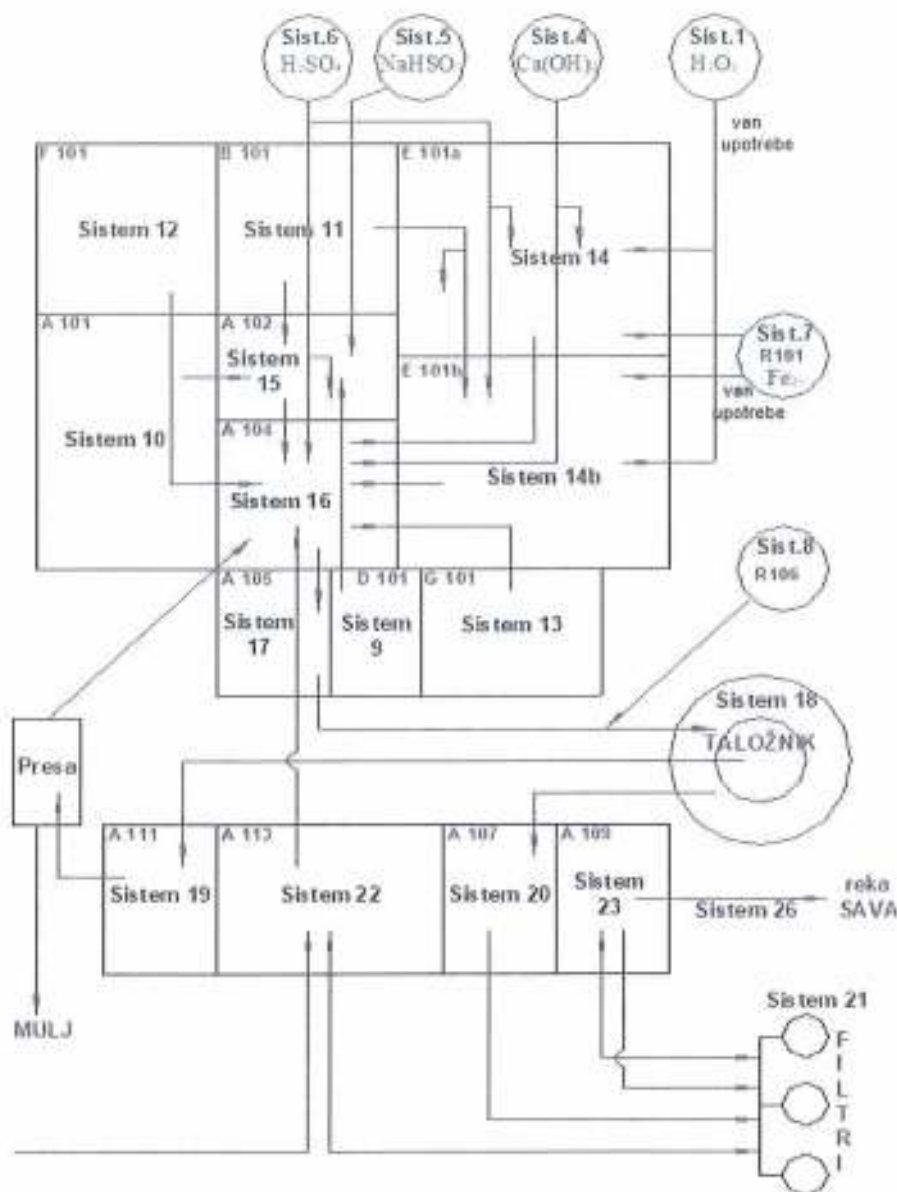 Sist.6
H₂SO₄
Sist.5
NaHSO₃
Sist.4
Ca(OH)₂
Sist.1
H₂O₂
van
upotrebe
F 101
B 101
E 101a
Sistem 12
Sistem 11
Sistem 14
A 101
A 102
Sistem
15
E 101b
Sist.7
R101
van
upotrebe
A 104
Sistem 10
Sistem 16
Sistem 14b
Sist.8
R106
A 105
D 101
G 101
Sistem
17
Sistem
9
Sistem 13
Sistem 18
TALOŽNIK
Presa
A 111
A 113
A 107
A 109
Sistem 19
Sistem 22
Sistem 20
Sistem
23
Sistem 26
reka
SAVA
MULJ
Sistem 21
FILTRI